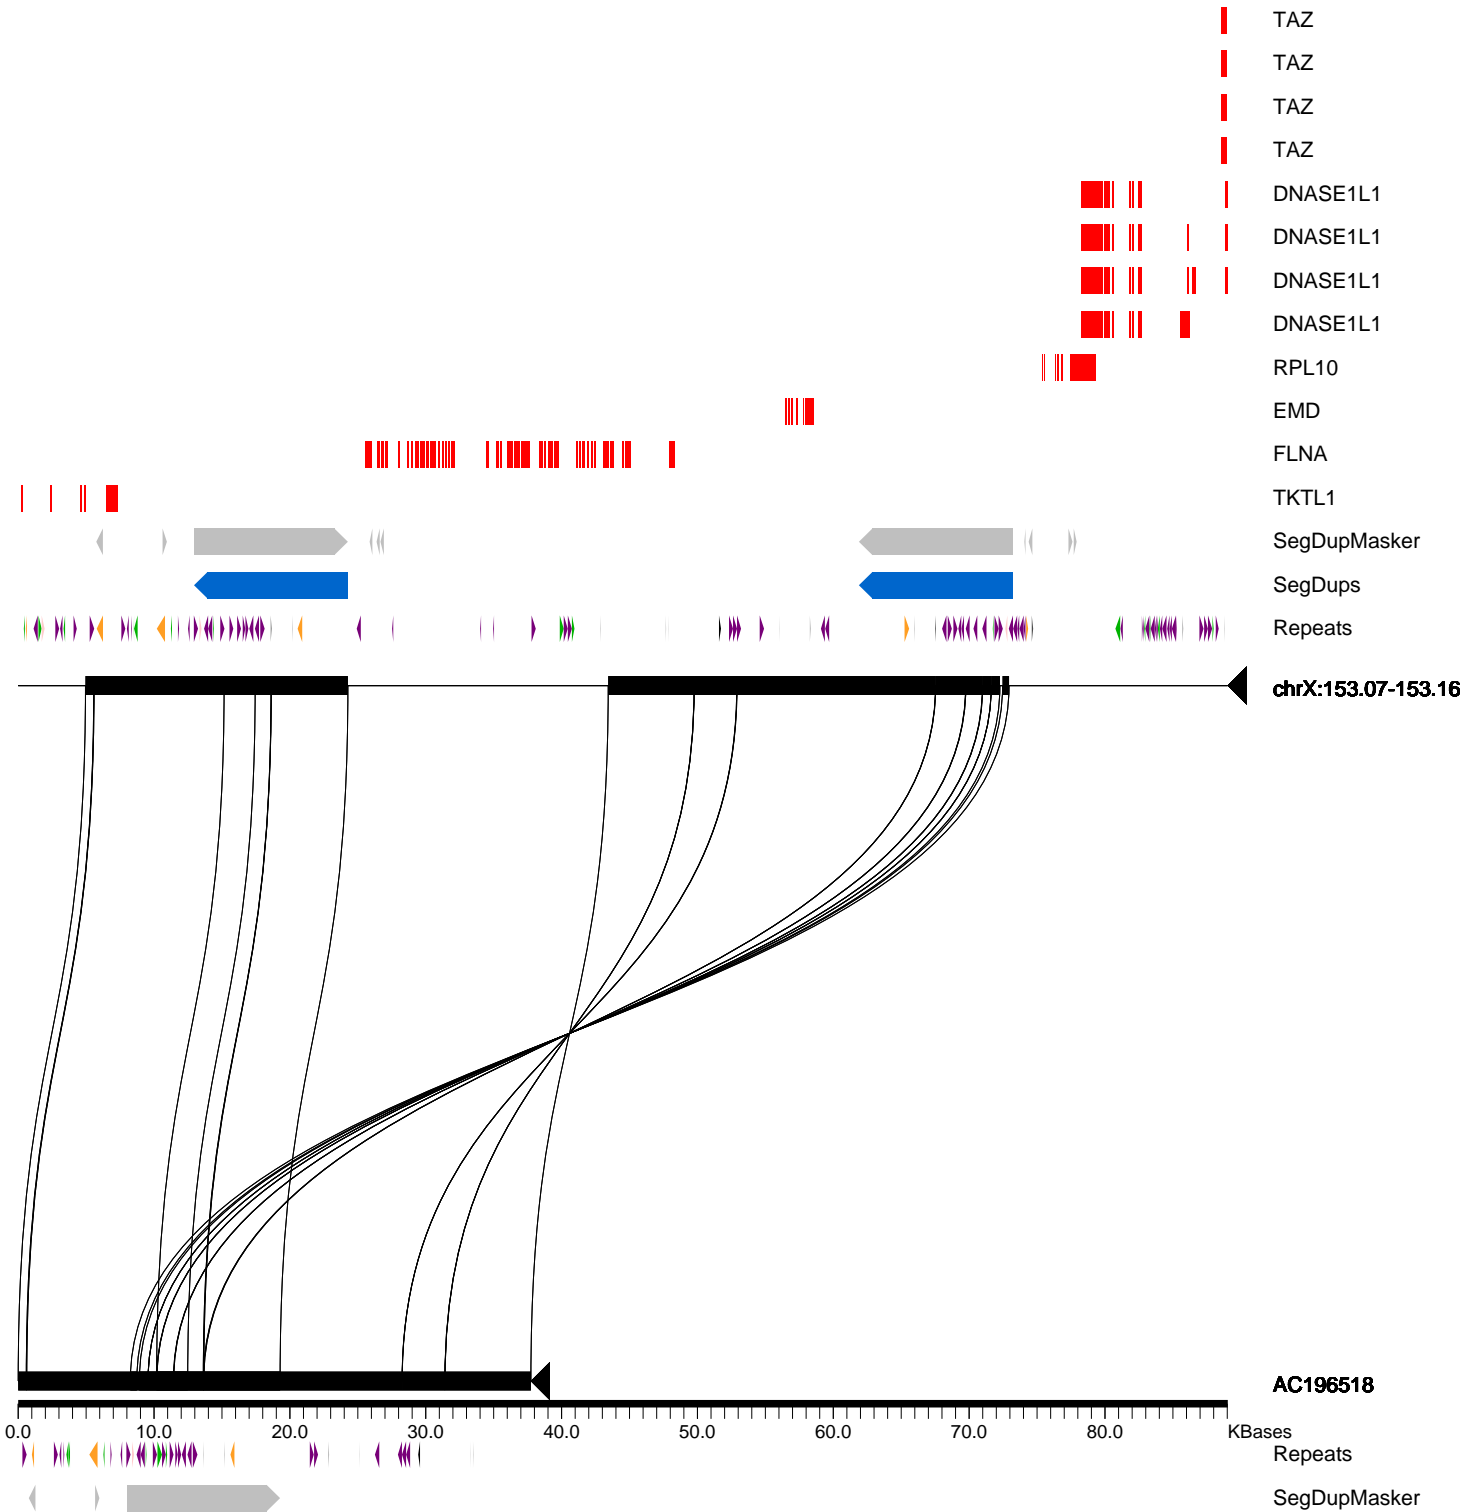 TAZ
TAZ
TAZ
TAZ
DNASE1L1
DNASE1L1
DNASE1L1
DNASE1L1
RPL10
EMD
FLNA
TKTL1
SegDupMasker
SegDups
Repeats
chrX:153.07-153.16
AC196518
0.0 10.0 20.0 30.0 40.0 50.0 60.0 70.0 80.0 KBases
Repeats
SegDupMasker